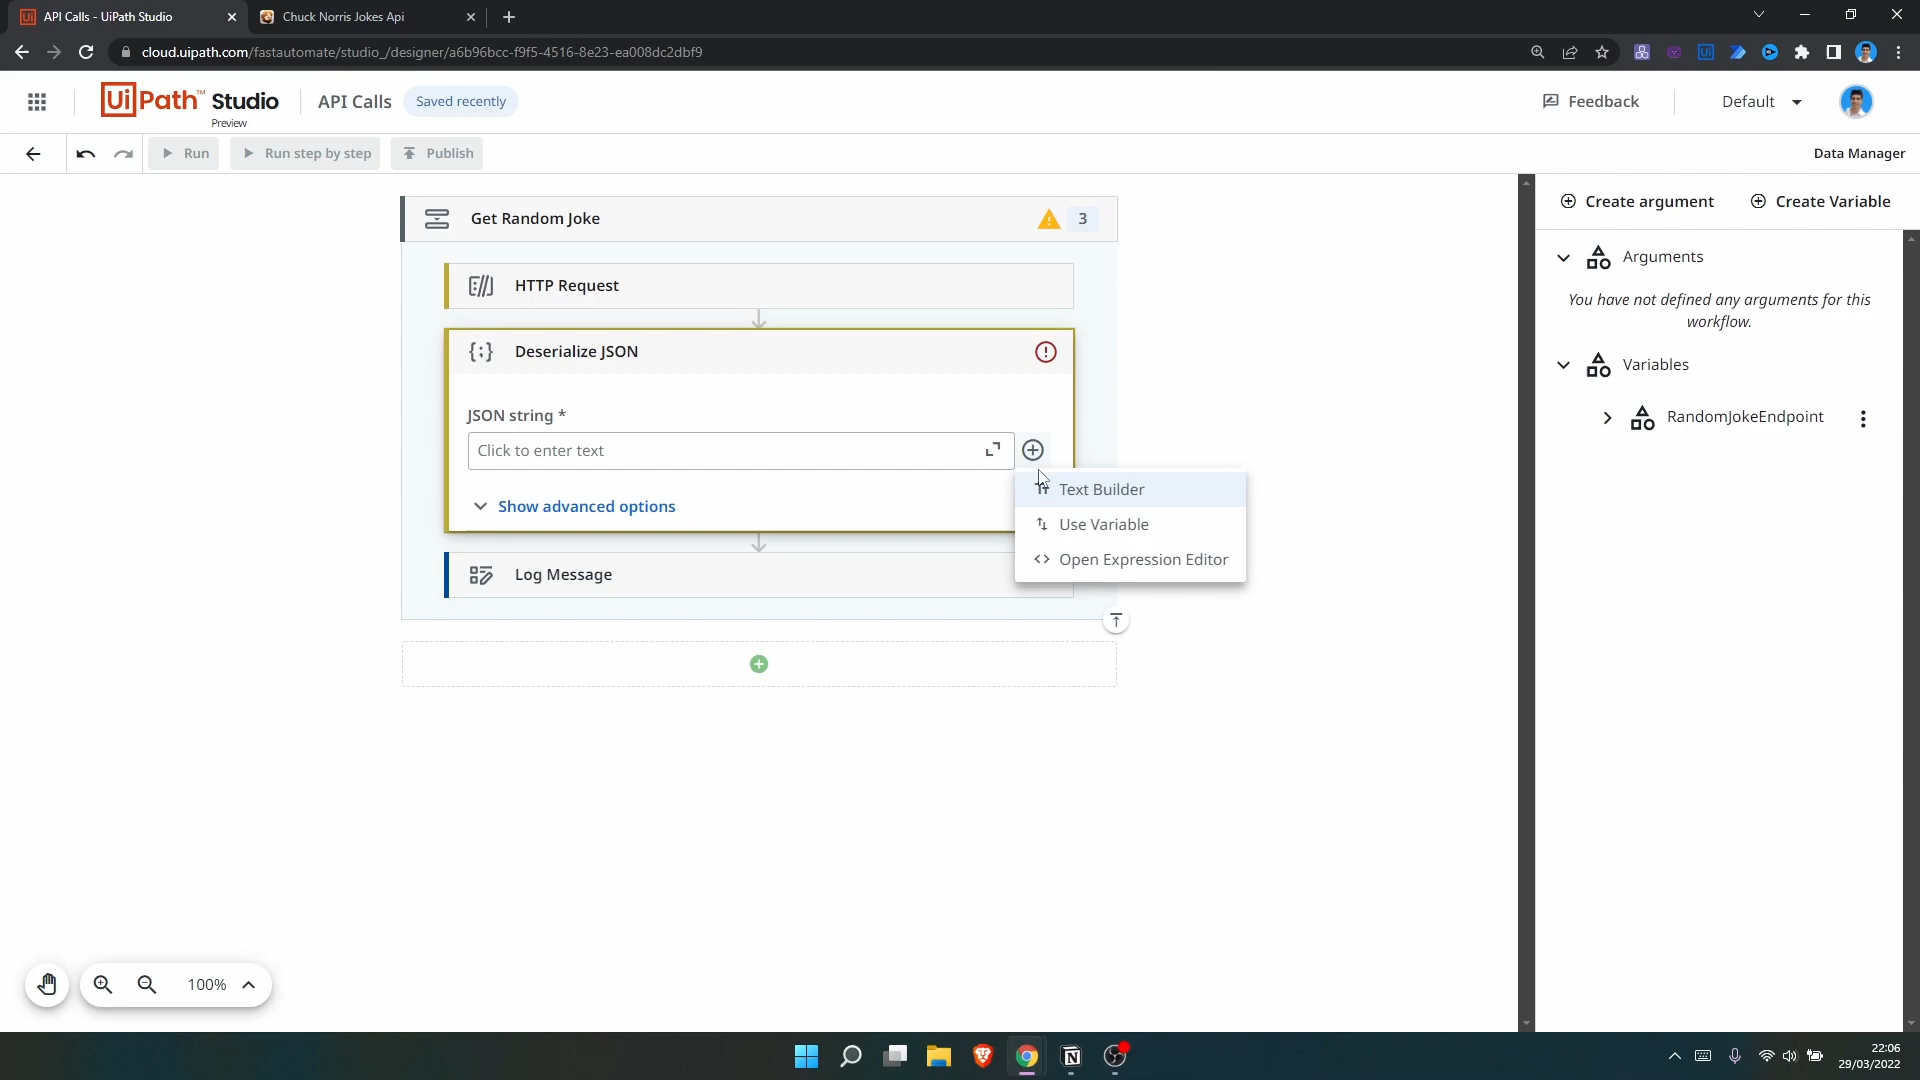 API Calls - UiPath Studio
Chuck Norris Jokes Api
cloud.uipath.com/fastautomate/studio_/designer/a6b96bcc-f9f5-4516-8e23-ea008dc2dbf9
UiPath™ Studio
Preview
API Calls
Saved recently
Feedback
Default
Run
Run step by step
Publish
Data Manager
Get Random Joke
3
HTTP Request
Deserialize JSON
JSON string *
Click to enter text
Show advanced options
Text Builder
Use Variable
Open Expression Editor
Log Message
Create argument
Create Variable
Arguments
You have not defined any arguments for this
workflow.
Variables
RandomJokeEndpoint
100%
22:06
29/03/2022